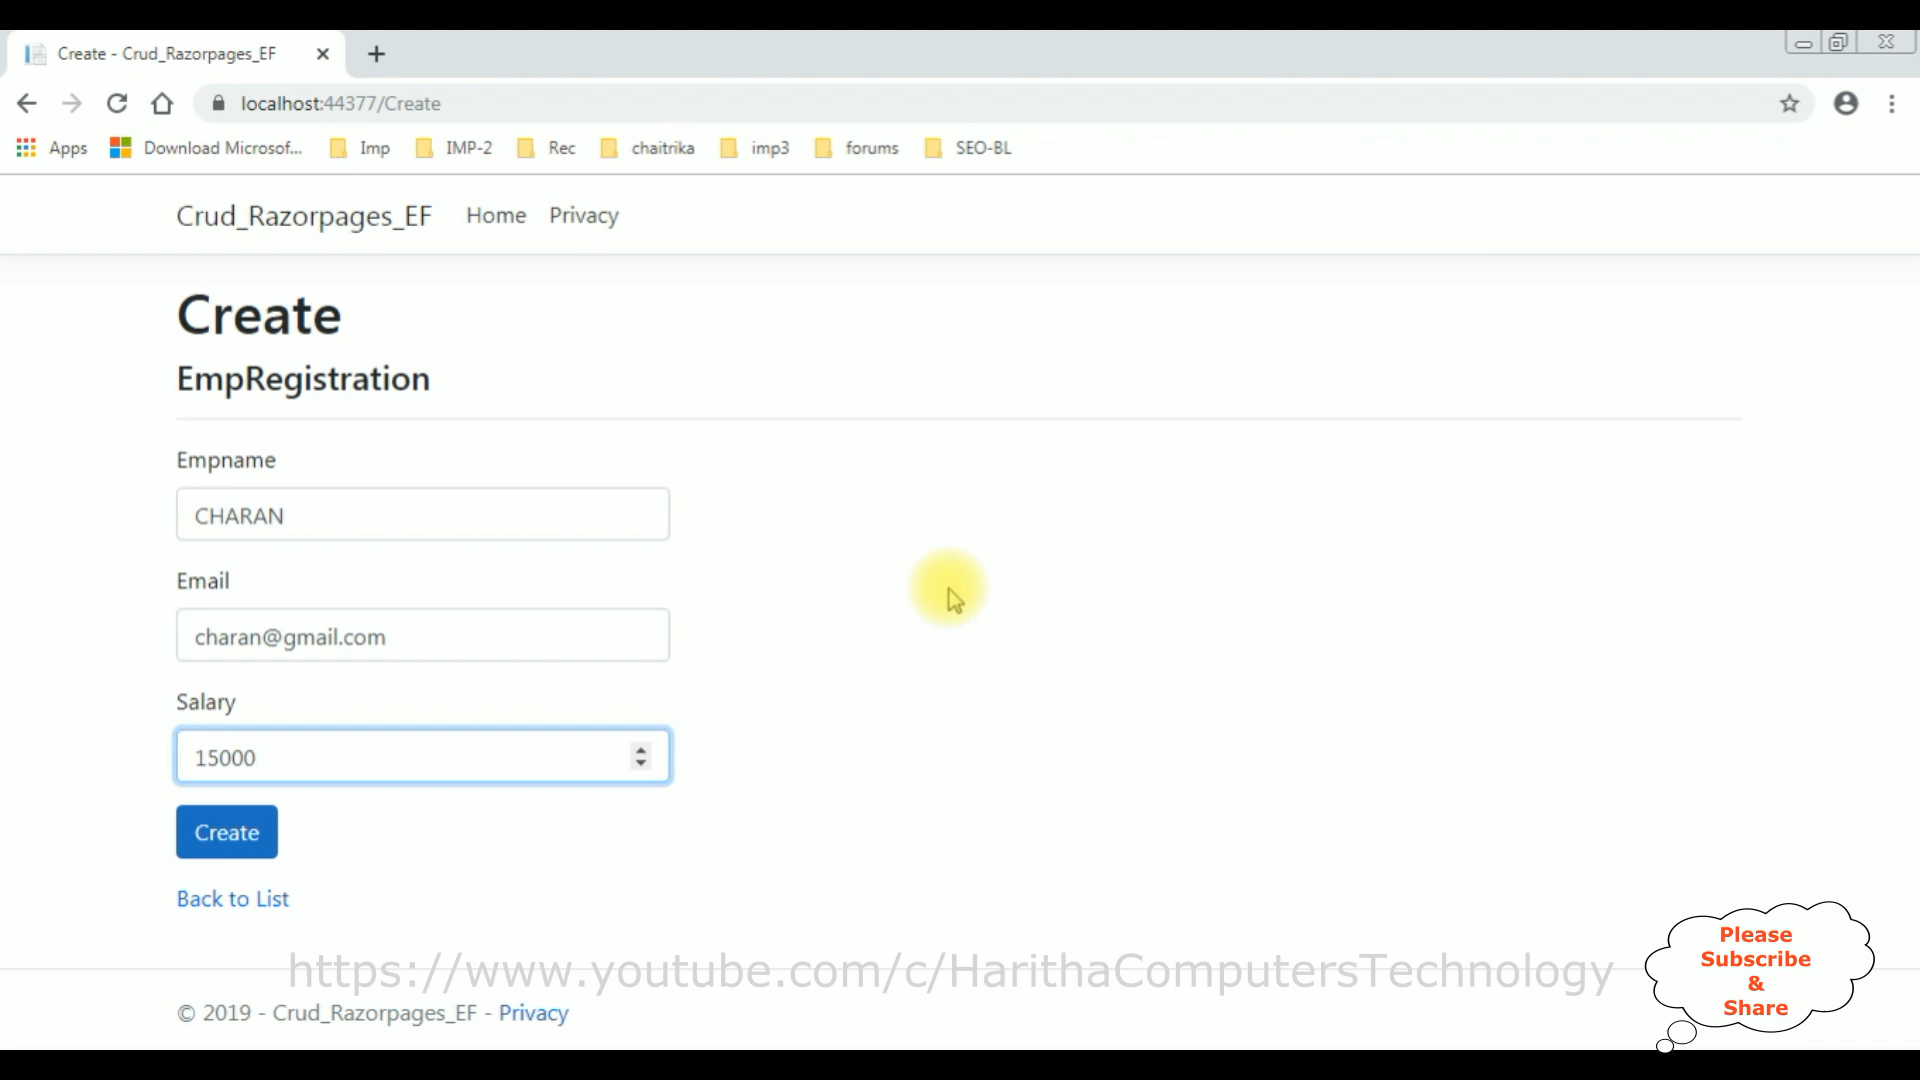 Create - Crud_Razorpages_EF
localhost:44377/Create
Apps Download Microsof... Imp IMP-2 Rec chaitrika imp3 forums SEO-BL
Crud_Razorpages_EF Home Privacy
Create
EmpRegistration
Empname
CHARAN
Email
charan@gmail.com
Salary
15000
Create
Back to List
https://www.youtube.com/c/HarithaComputersTechnology
Please
Subscribe
&
Share
© 2019 - Crud_Razorpages_EF - Privacy